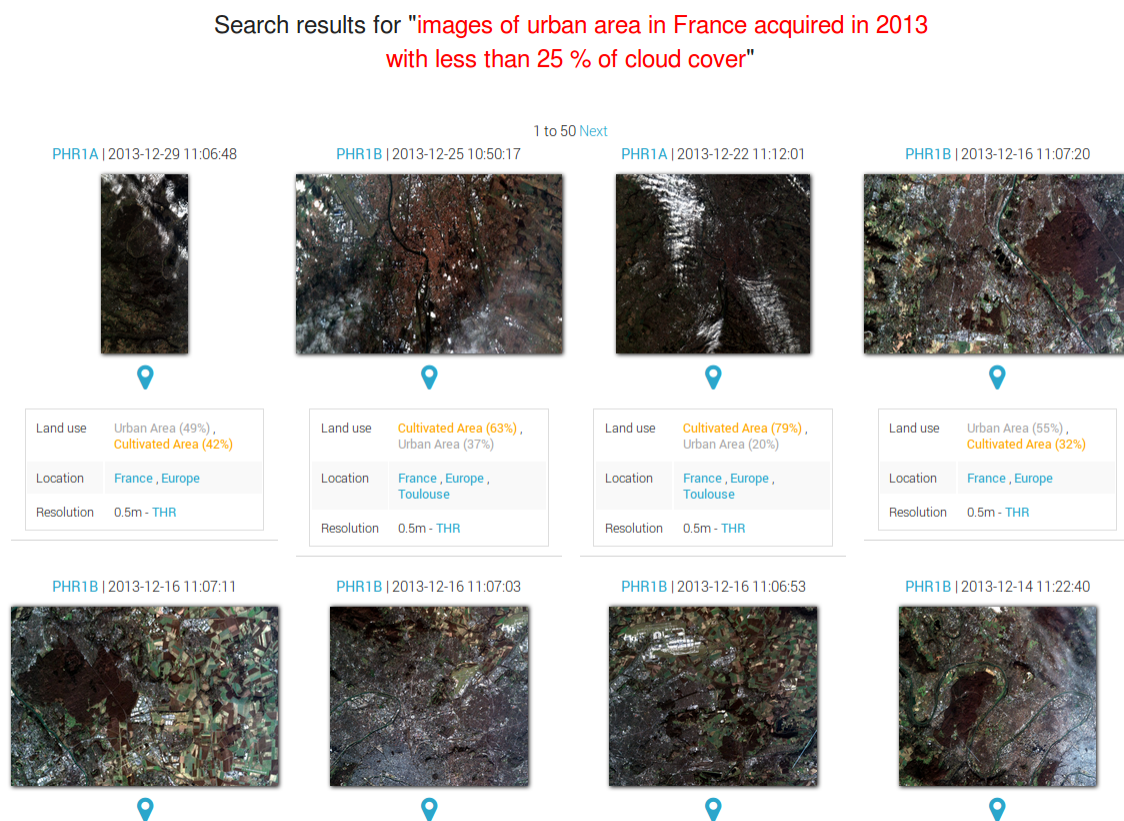 Search results for "images of urban area in France acquired in 2013
with less than 25 % of cloud cover"
1 to 50 Next
PHR1A | 2013-12-29 11:06:48
PHR1B | 2013-12-25 10:50:17
PHR1A | 2013-12-22 11:12:01
PHR1B | 2013-12-16 11:07:20
Land use Urban Area (49%) ,
Cultivated Area (42%)
Location France , Europe
Resolution 0.5m - THR
Land use Cultivated Area (63%) ,
Urban Area (37%)
Location France , Europe ,
Toulouse
Resolution 0.5m - THR
Land use Cultivated Area (79%) ,
Urban Area (20%)
Location France , Europe ,
Toulouse
Resolution 0.5m - THR
Land use Urban Area (55%) ,
Cultivated Area (32%)
Location France , Europe
Resolution 0.5m - THR
PHR1B | 2013-12-16 11:07:11
PHR1B | 2013-12-16 11:07:03
PHR1B | 2013-12-16 11:06:53
PHR1B | 2013-12-14 11:22:40